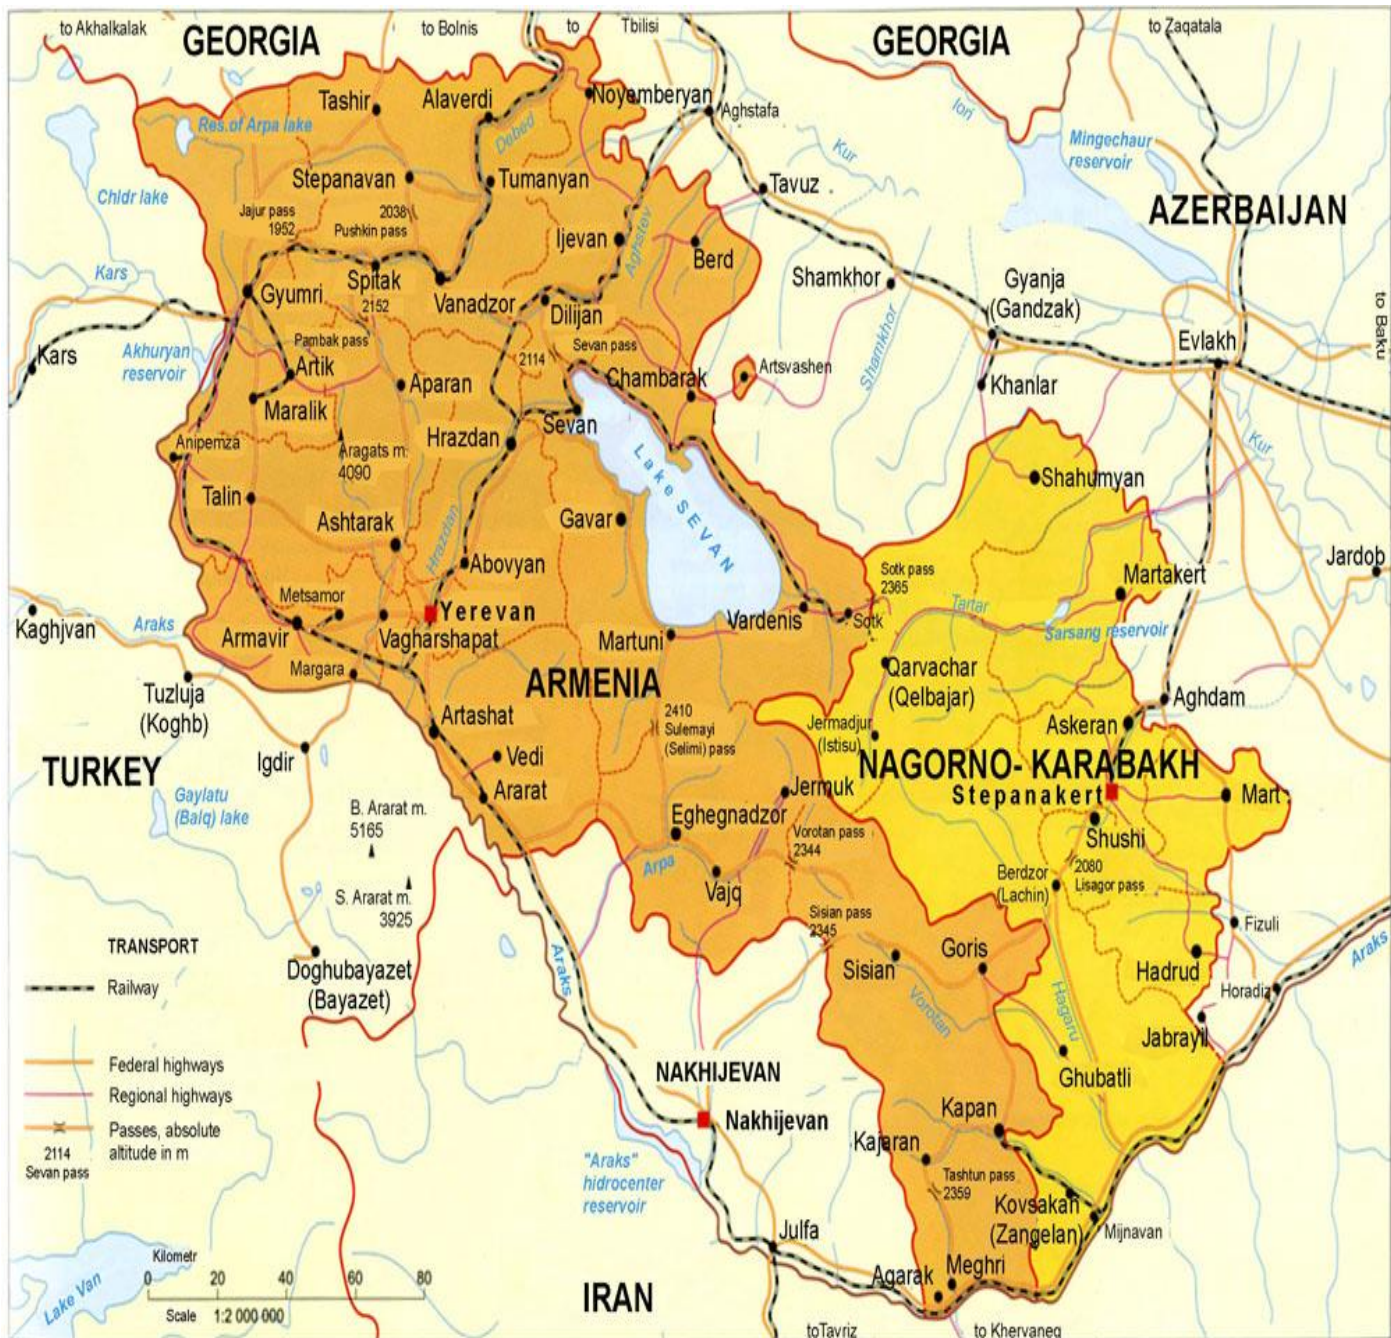 to Akhalkalak
GEORGIA
to Bolnis
to
Tbilisi
GEORGIA
to Zaqatala
Tashir
Alaverdi
Noyemberyan
Aghstafa
Iori
Res.of Arpa lake
Debed
Kur
Mingechaur
reservoir
Chldr lake
Stepanavan
Tumanyan
Tavuz
AZERBAIJAN
Jajur pass
1952
2038
Pushkin pass
Ijevan
Aghstev
Berd
Kars
Spitak
2152
Gyumri
Vanadzor
Dilijan
Shamkhor
Gyanja
(Gandzak)
to Baku
Kars
Akhuryan
reservoir
Pambak pass
Artik
2114
Sevan pass
Chambarak
Artsvashen
Shamkhor
Khanlar
Evlakh
Maralik
Aparan
Hrazdan
Sevan
Anipemza
Aragats m.
4090
Lake SEVAN
Kur
Shahumyan
Talin
Ashtarak
Hrazdan
Gavar
Abovyan
Sotk pass
2365
Martakert
Jardob
Metsamor
Yerevan
Tartar
Kaghjvan
Araks
Armavir
Vagharshapat
Martuni
Vardenis
Sotk
Sarsang reservoir
Margara
Tuzluja
(Koghb)
ARMENIA
Qarvachar
(Qelbajar)
Aghdam
Artashat
2410
Sulemayi
(Selimi) pass
Jermadjur
(Istisu)
Askeran
TURKEY
Igdir
Vedi
NAGORNO- KARABAKH
Gaylatu
(Balq) lake
Ararat
Jermuk
Stepanakert
Mart
B. Ararat m.
5165
Eghegnadzor
Vorotan pass
2344
Shushi
Arpa
Vajq
Berdzor
(Lachin)
2080
Lisagor pass
S. Ararat m.
3925
Sisian pass
2345
Fizuli
TRANSPORT
Araks
Sisian
Goris
Hadrud
Araks
Doghubayazet
(Bayazet)
Railway
Vorotan
Hagaru
Horadiz
Jabrayil
Federal highways
Regional highways
Passes, absolute
altitude in m
2114
Sevan pass
NAKHIJEVAN
Nakhijevan
Ghubatli
Kapan
Kajaran
"Araks"
hidrocenter
reservoir
Tashtun pass
2359
Kovsakan
(Zangelan)
Mijnavan
Julfa
Kilometr
0 20 40 60 80
Scale 1:2 000 000
Lake Van
Agarak
Meghri
IRAN
toTavriz
to Khervaneq